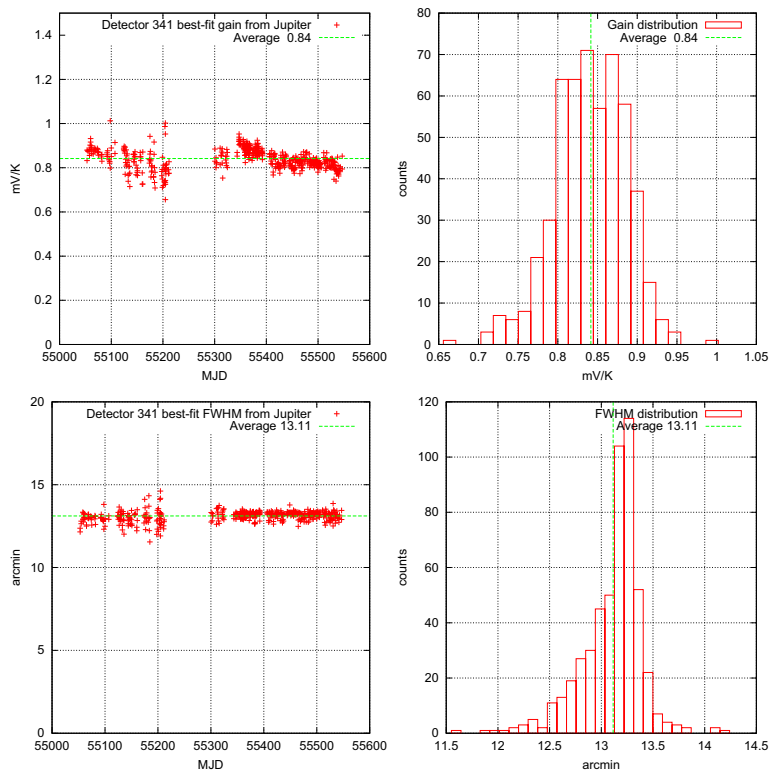 Detector 341 best-fit gain from Jupiter
Average 0.84
1.4
1.2
1
0.8
0.6
0.4
0.2
0
55000 55100 55200 55300 55400 55500 55600
mV/K
MJD
Gain distribution
Average 0.84
80
70
60
50
40
30
20
10
0
0.65 0.7 0.75 0.8 0.85 0.9 0.95 1 1.05
counts
mV/K
Detector 341 best-fit FWHM from Jupiter
Average 13.11
20
15
10
5
0
55000 55100 55200 55300 55400 55500 55600
arcmin
MJD
FWHM distribution
Average 13.11
120
100
80
60
40
20
0
11.5 12 12.5 13 13.5 14 14.5
counts
arcmin